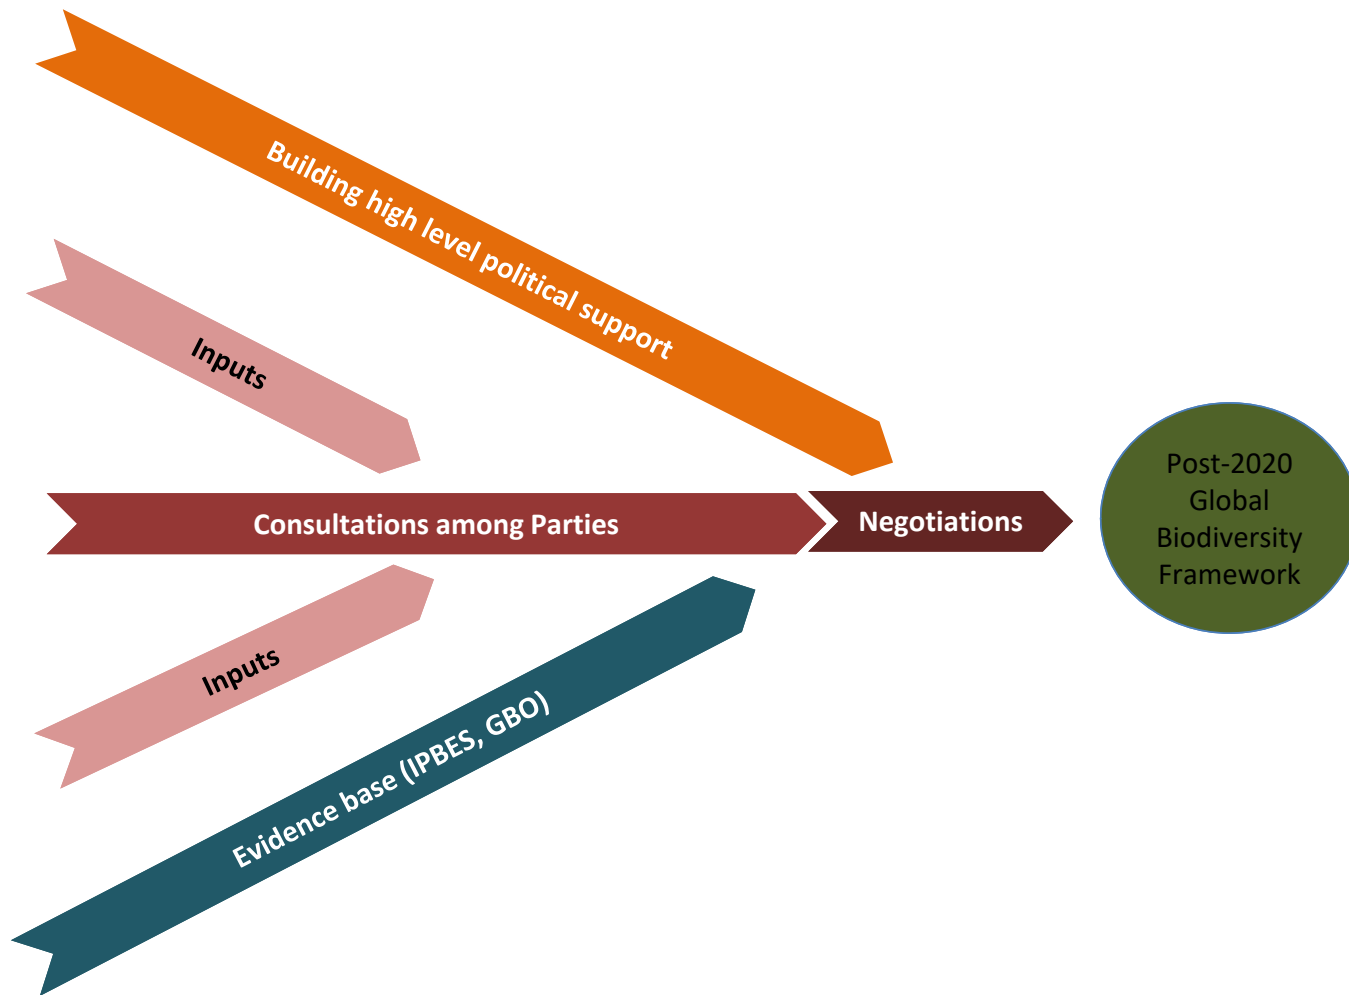 Building high level political support
Inputs
Consultations among Parties
Negotiations
Post-2020
Global
Biodiversity
Framework
Inputs
Evidence base (IPBES, GBO)